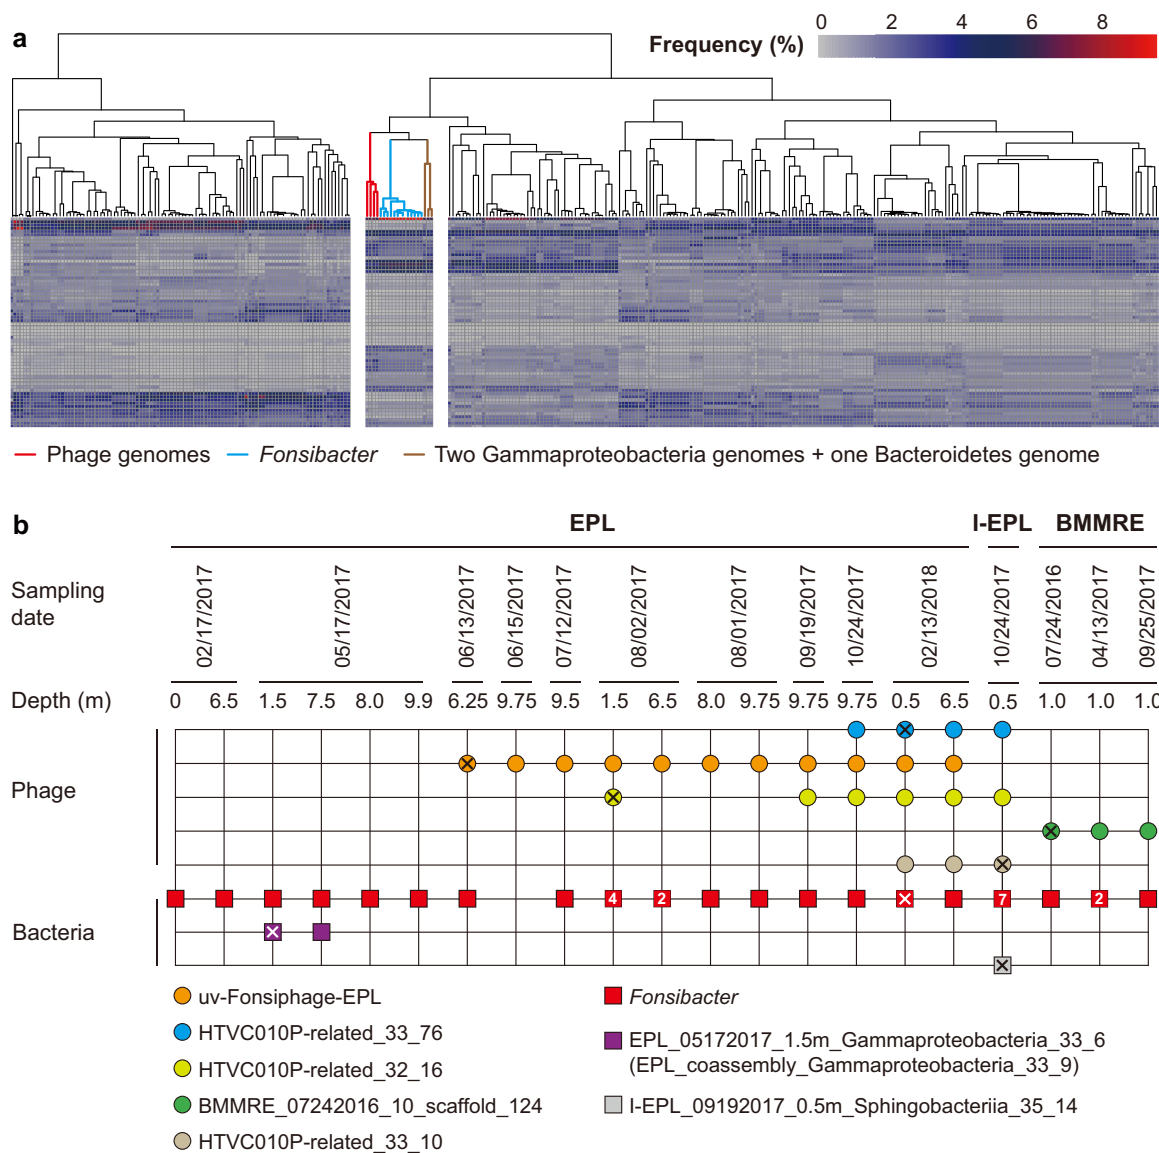 a
Frequency (%)
0 2 4 6 8
Phage genomes Fonsibacter Two Gammaproteobacteria genomes + one Bacteroidetes genome
b
EPL I-EPL BMMRE
Sampling
date
02/17/2017 05/17/2017 06/13/2017 06/15/2017 07/12/2017 08/02/2017 08/01/2017 09/19/2017 10/24/2017 02/13/2018 10/24/2017 07/24/2016 04/13/2017 09/25/2017
Depth (m) 0 6.5 1.5 7.5 8.0 9.9 6.25 9.75 9.5 1.5 6.5 8.0 9.75 9.75 9.75 0.5 6.5 0.5 1.0 1.0 1.0
Phage
4 2 7 2
Bacteria
uv-Fonsiphage-EPL
HTVC010P-related_33_76
HTVC010P-related_32_16
BMMRE_07242016_10_scaffold_124
HTVC010P-related_33_10
Fonsibacter
EPL_05172017_1.5m_Gammaproteobacteria_33_6
(EPL_coassembly_Gammaproteobacteria_33_9)
I-EPL_09192017_0.5m_Sphingobacteriia_35_14